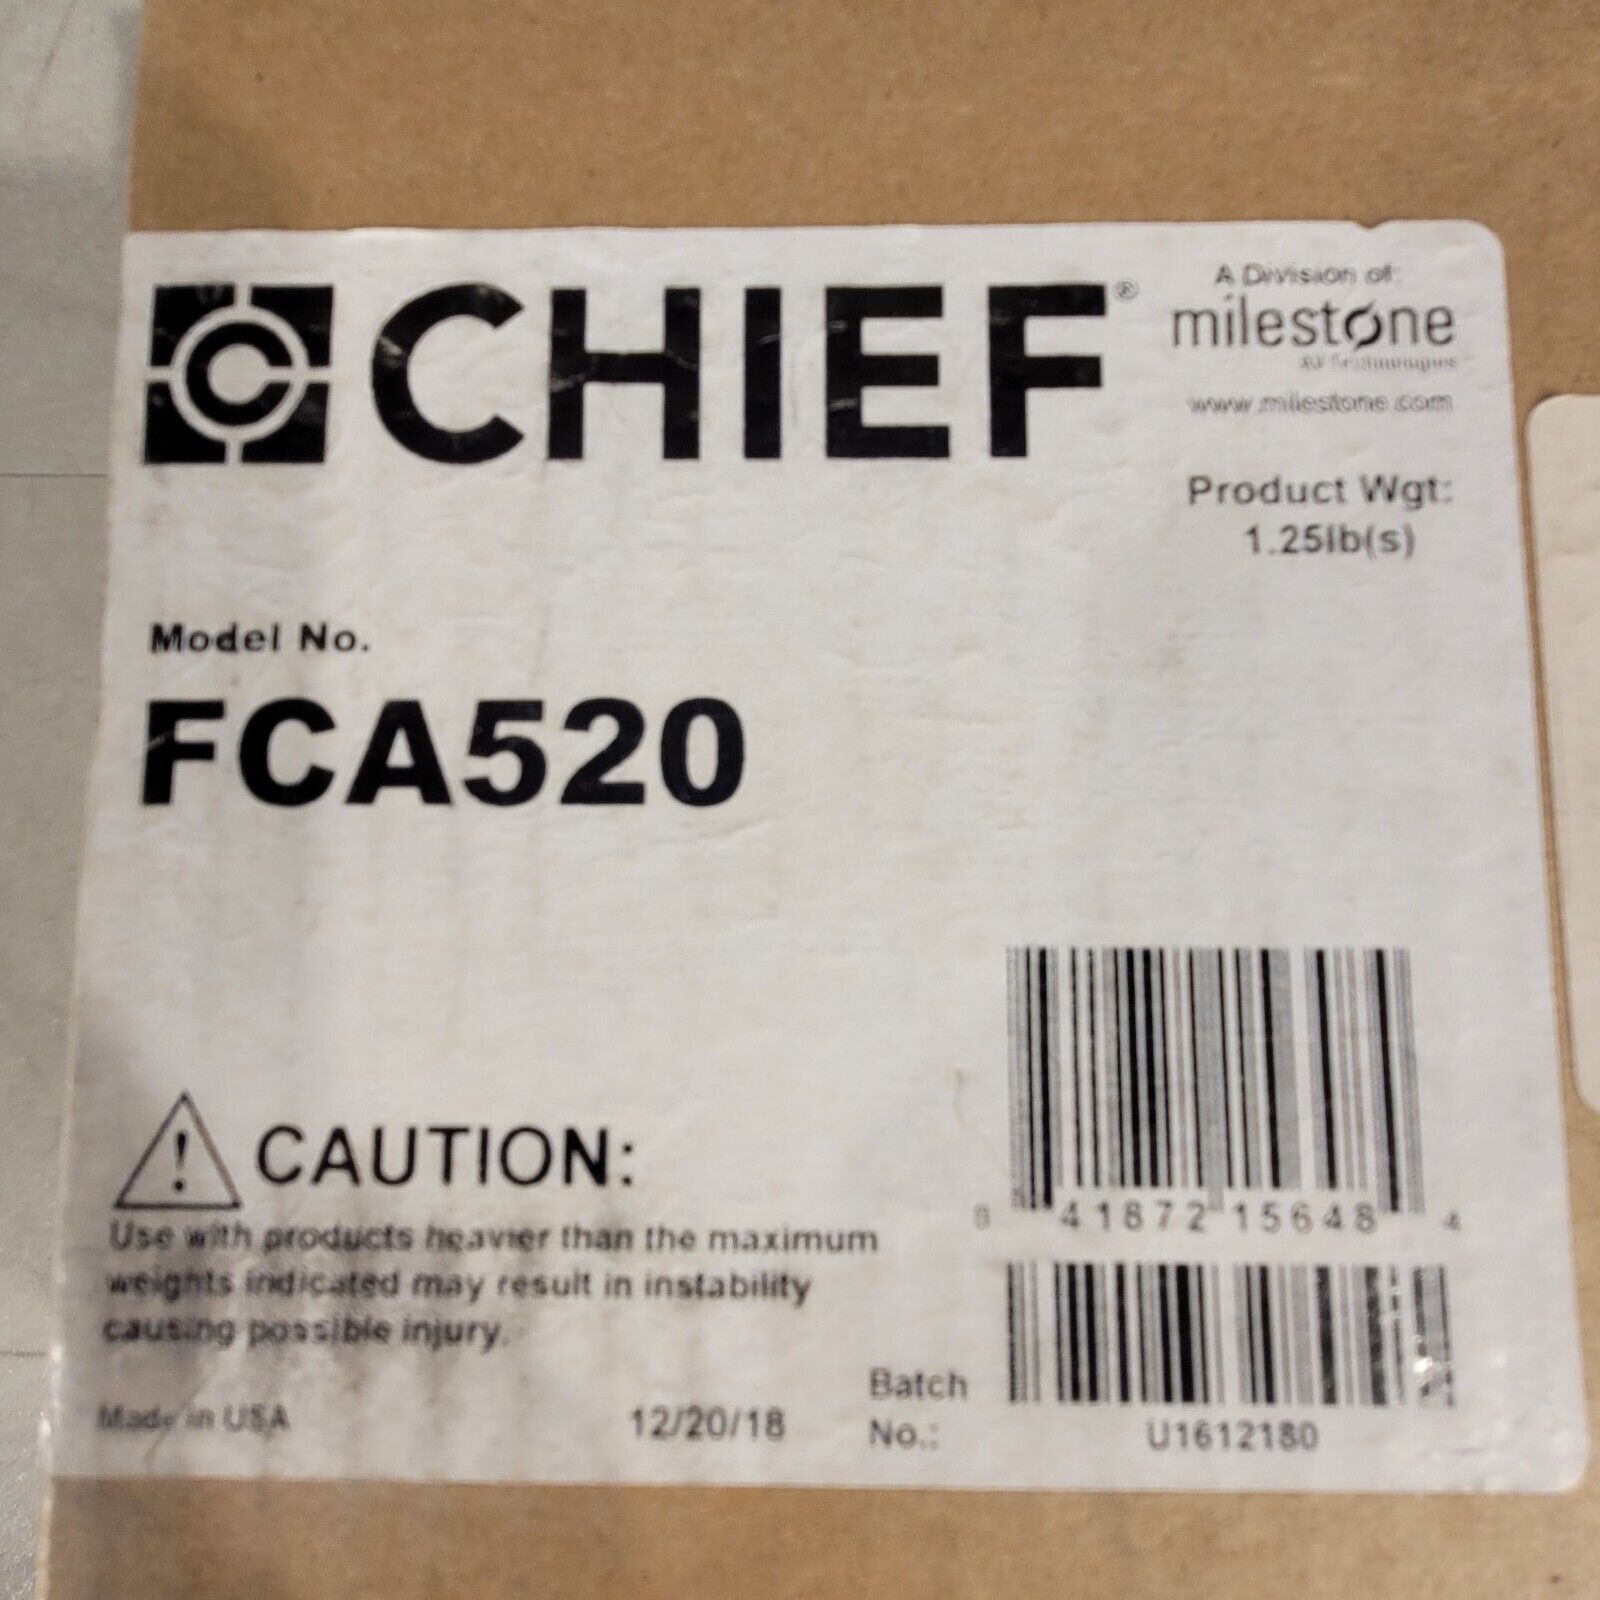 C CHIEF®
A Division of:
milestone
AV Technologies
www.milestone.com
Product Wgt:
1.25lb(s)
Model No.
FCA520
! CAUTION:
Use with products heavier than the maximum
weights indicated may result in instability
causing possible injury.
8 41872 15648 4
Made in USA
12/20/18
Batch
No.:
U1612180